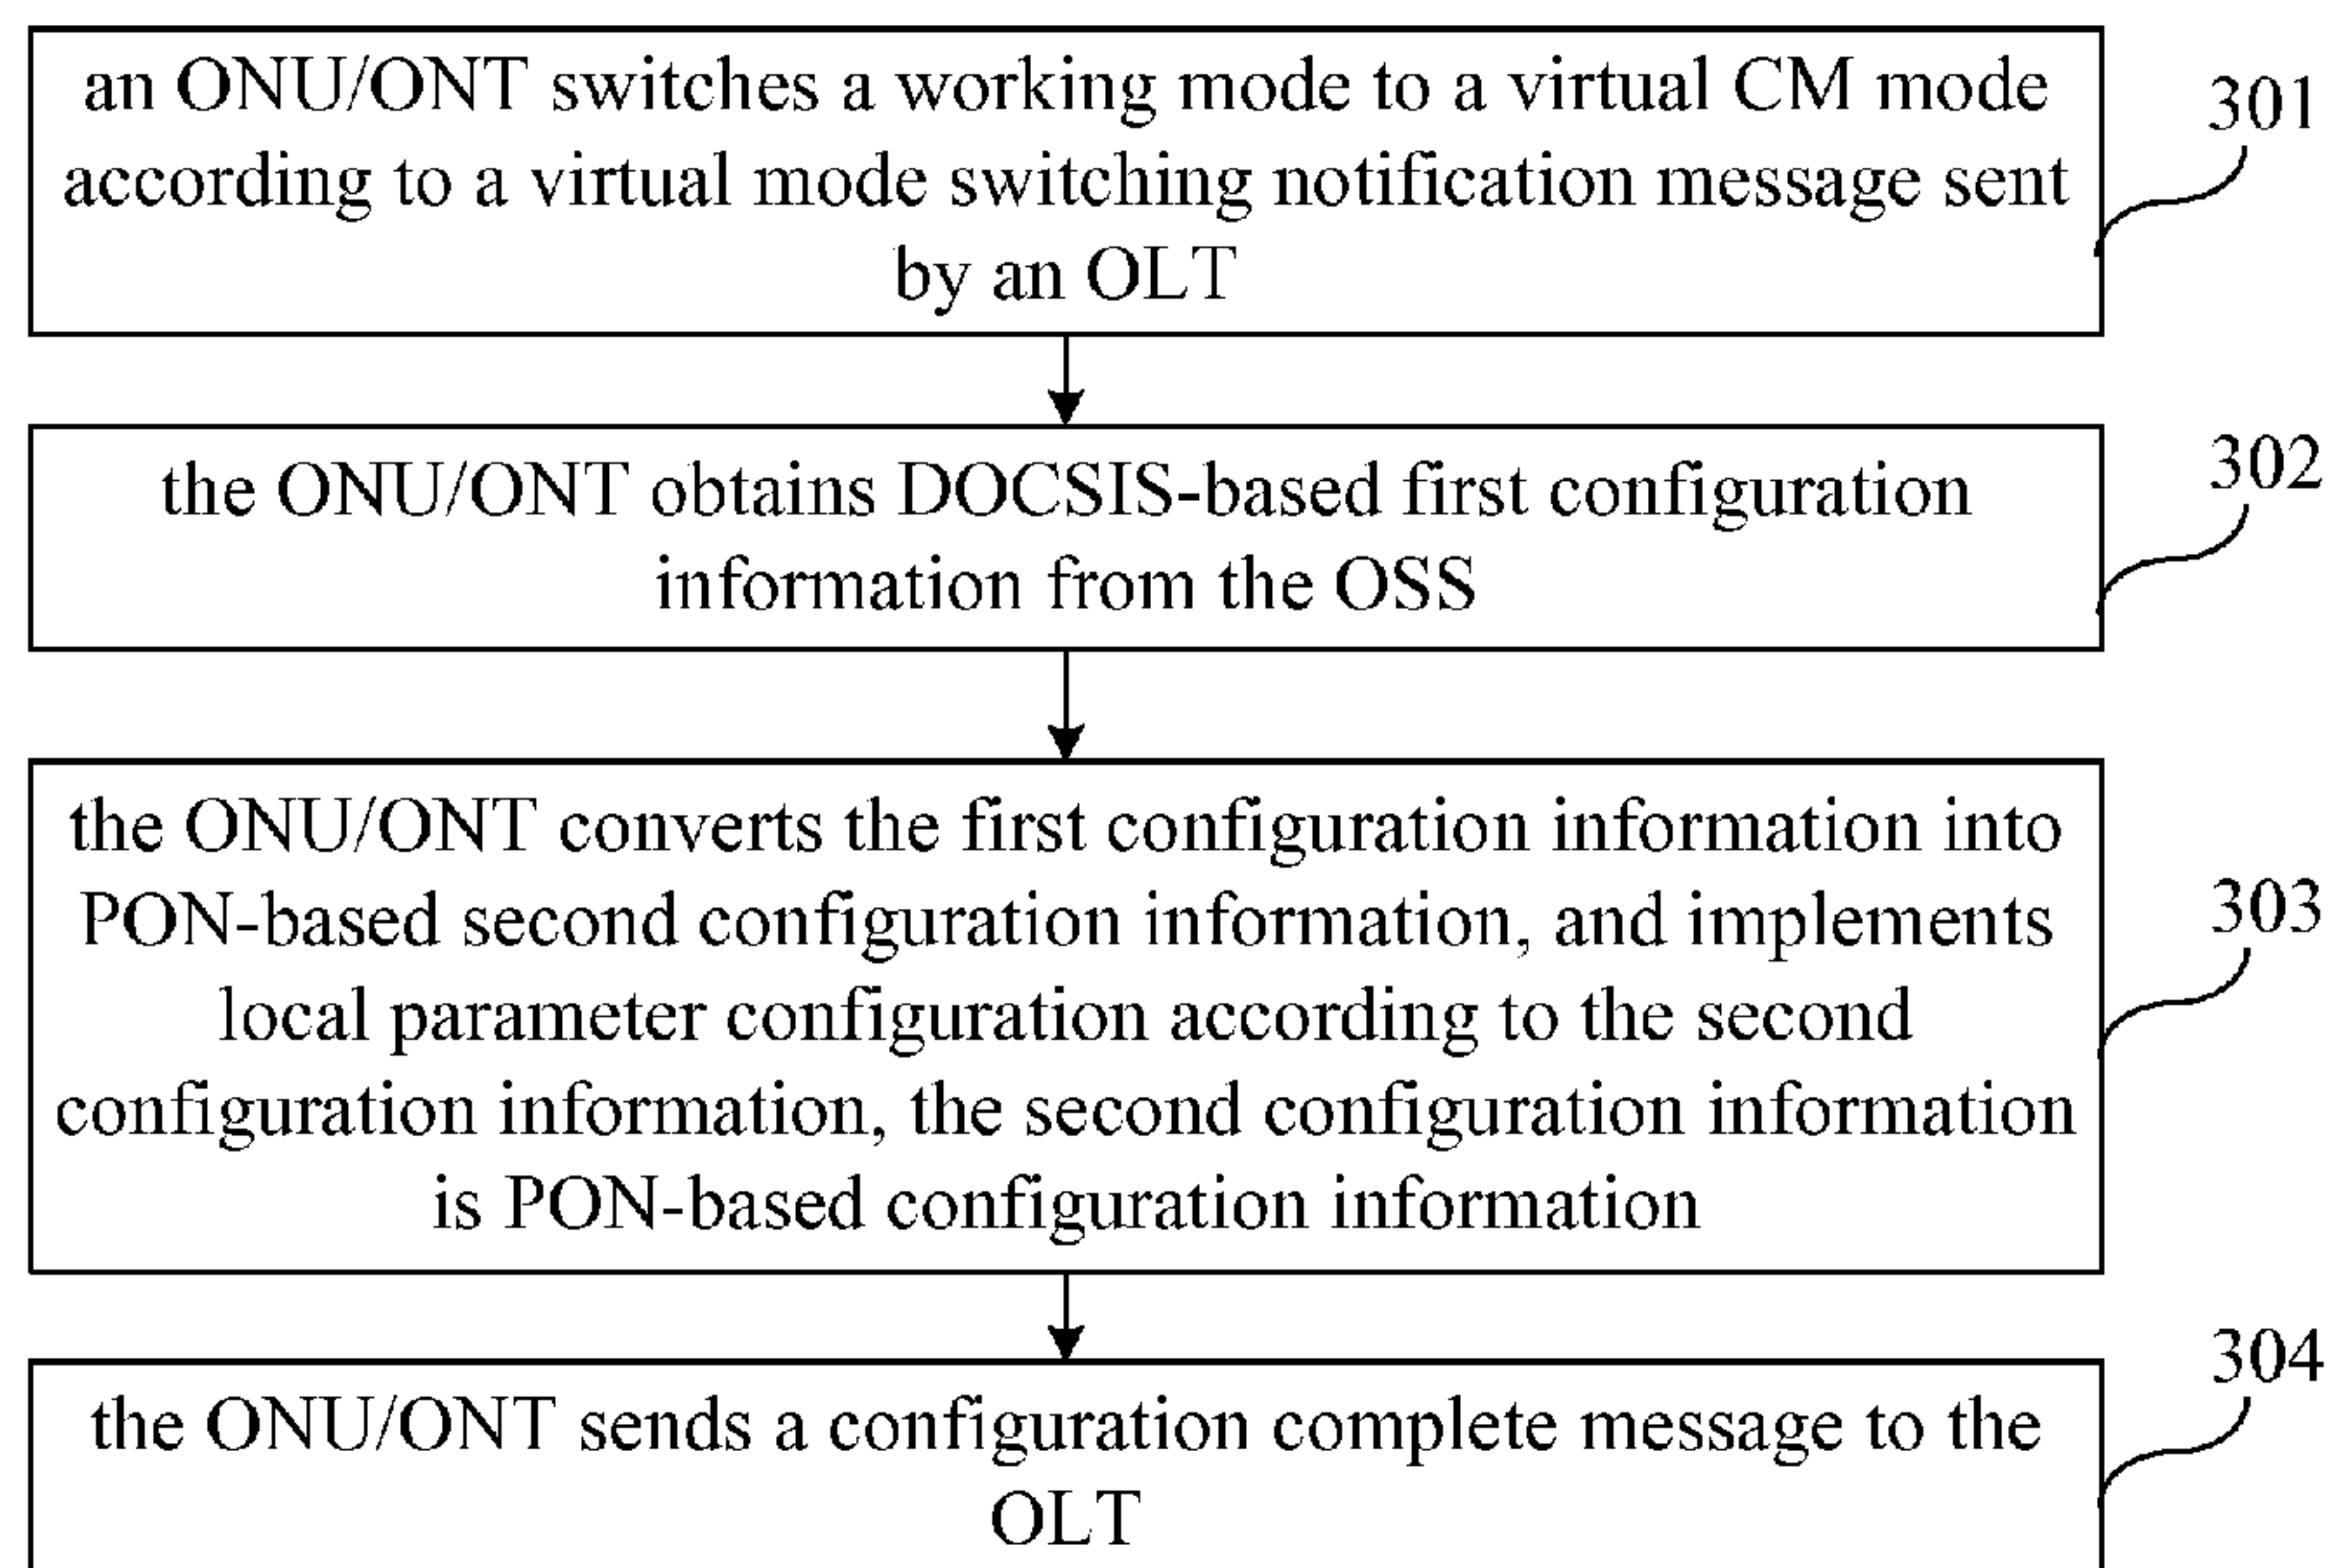 an ONU/ONT switches a working mode to a virtual CM mode
according to a virtual mode switching notification message sent
by an OLT
301
the ONU/ONT obtains DOCSIS-based first configuration
information from the OSS
302
the ONU/ONT converts the first configuration information into
PON-based second configuration information, and implements
local parameter configuration according to the second
configuration information, the second configuration information
is PON-based configuration information
303
the ONU/ONT sends a configuration complete message to the
OLT
304